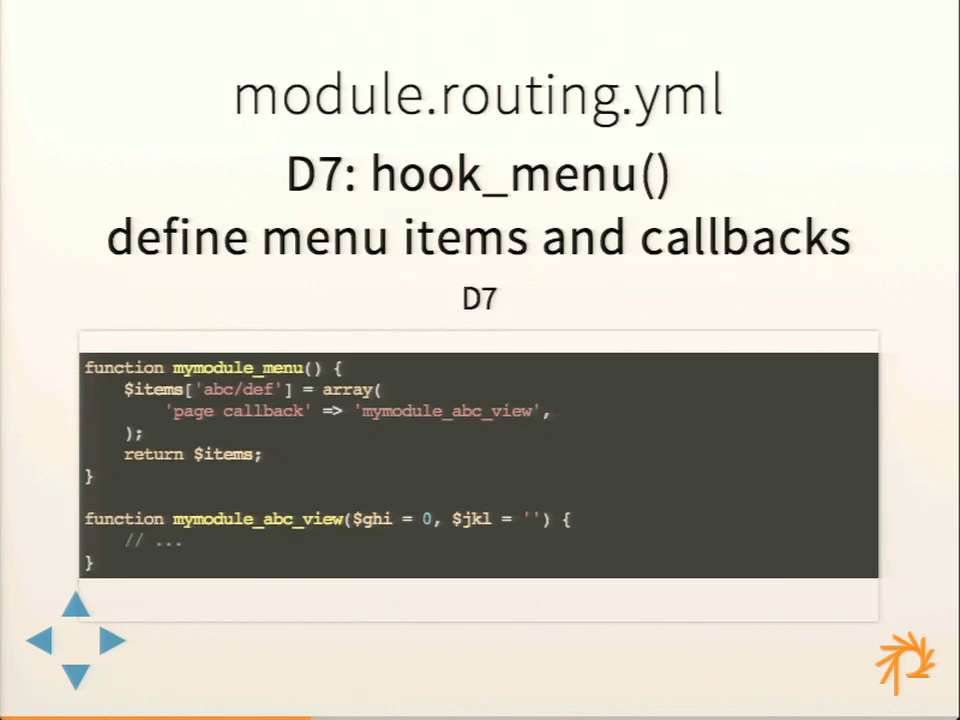 module.routing.yml
D7: hook_menu()
define menu items and callbacks
D7
function mymodule_menu() {
    $items['abc/def'] = array(
        'page callback' => 'mymodule_abc_view',
    );
    return $items;
}
function mymodule_abc_view($ghi = 0, $jkl = '') {
    // ...
}